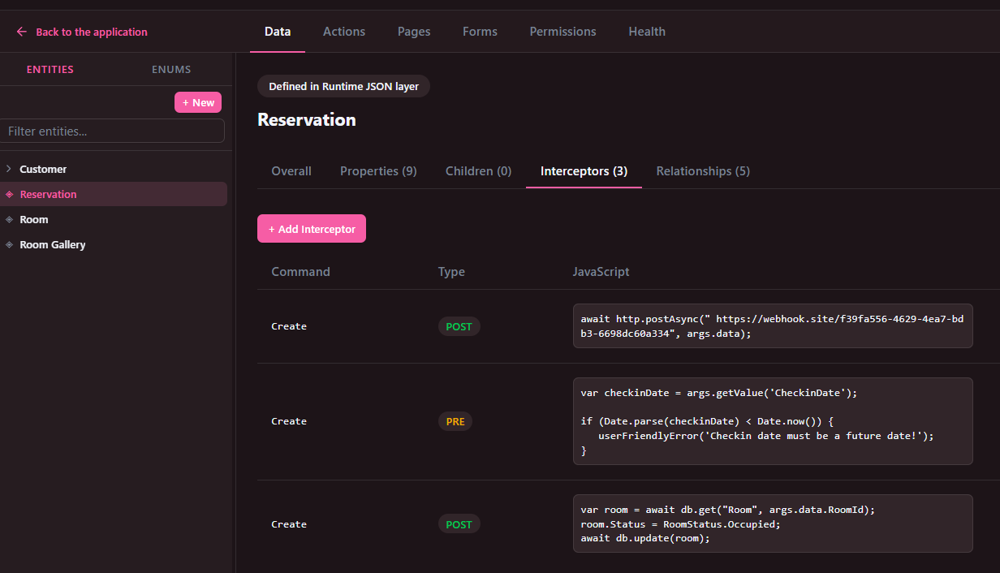 Back to the application
Data Actions Pages Forms Permissions Health
ENTITIES ENUMS
+ New
Filter entities...
Customer
Reservation
Room
Room Gallery
Defined in Runtime JSON layer
Reservation
Overall Properties (9) Children (0) Interceptors (3) Relationships (5)
+ Add Interceptor
Command Type JavaScript
Create POST
await http.postAsync(" https://webhook.site/f39fa556-4629-4ea7-bd
b3-6698dc60a334", args.data);
Create PRE
var checkinDate = args.getValue('CheckinDate');
if (Date.parse(checkinDate) < Date.now()) {
userFriendlyError('Checkin date must be a future date!');
}
Create POST
var room = await db.get("Room", args.data.RoomId);
room.Status = RoomStatus.Occupied;
await db.update(room);